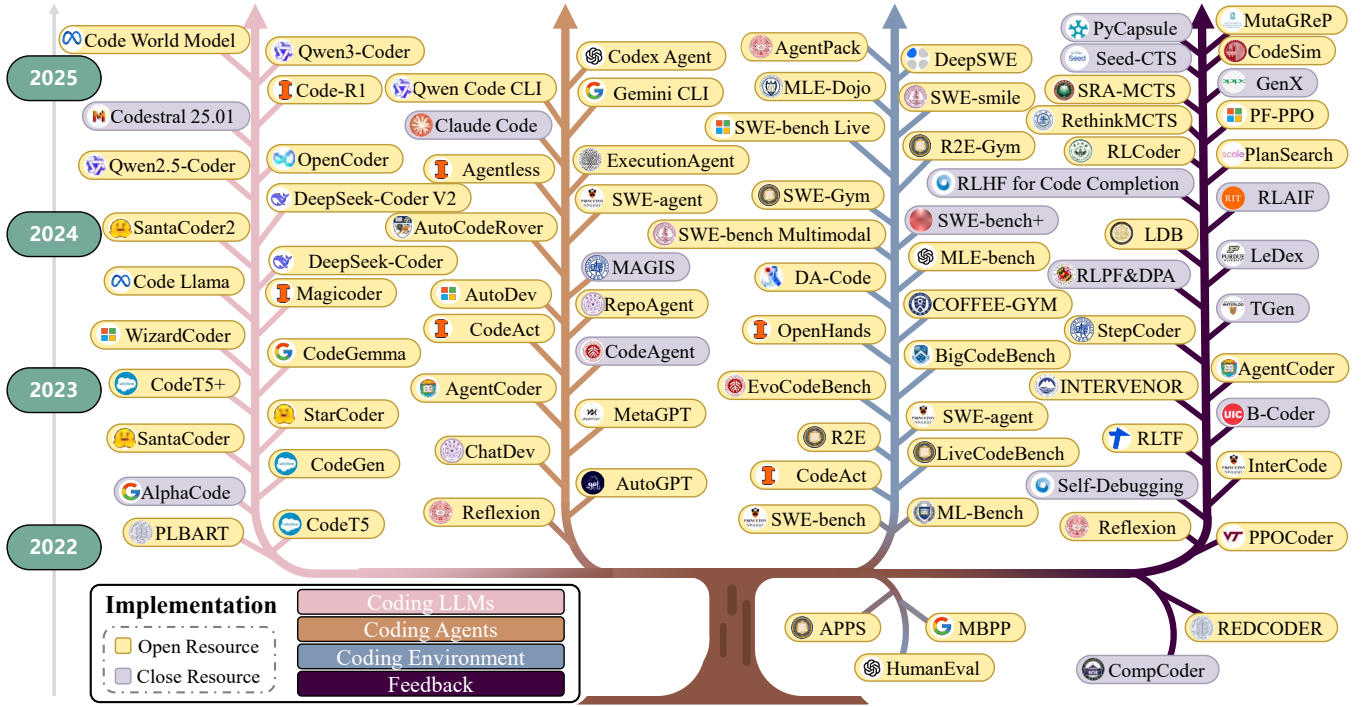 2025
2024
2023
2022
Code World Model
Qwen3-Coder
Code-R1
Codestral 25.01
Qwen2.5-Coder
OpenCoder
DeepSeek-Coder V2
SantaCoder2
DeepSeek-Coder
Code Llama
Magicoder
WizardCoder
CodeGemma
CodeT5+
StarCoder
SantaCoder
CodeGen
AlphaCode
CodeT5
PLBART
Codex Agent
Qwen Code CLI
Gemini CLI
Claude Code
ExecutionAgent
Agentless
SWE-agent
AutoCodeRover
MAGIS
AutoDev
RepoAgent
CodeAct
CodeAgent
AgentCoder
MetaGPT
ChatDev
AutoGPT
Reflexion
AgentPack
DeepSWE
MLE-Dojo
SWE-smile
SWE-bench Live
R2E-Gym
RLHF for Code Completion
SWE-Gym
SWE-bench+
SWE-bench Multimodal
MLE-bench
DA-Code
COFFEE-GYM
OpenHands
BigCodeBench
EvoCodeBench
SWE-agent
R2E
LiveCodeBench
CodeAct
ML-Bench
SWE-bench
PyCapsule
MutaGReP
Seed-CTS
CodeSim
SRA-MCTS
GenX
RethinkMCTS
PF-PPO
RLCoder
scale
PlanSearch
RIT
RLAIF
LDB
LeDex
RLPF&DPA
TGen
StepCoder
AgentCoder
INTERVENOR
UIC
B-Coder
RLTF
InterCode
Self-Debugging
Reflexion
VT
PPOCoder
APPS
MBPP
HumanEval
REDCODER
CompCoder
Implementation
Open Resource
Close Resource
Coding LLMs
Coding Agents
Coding Environment
Feedback